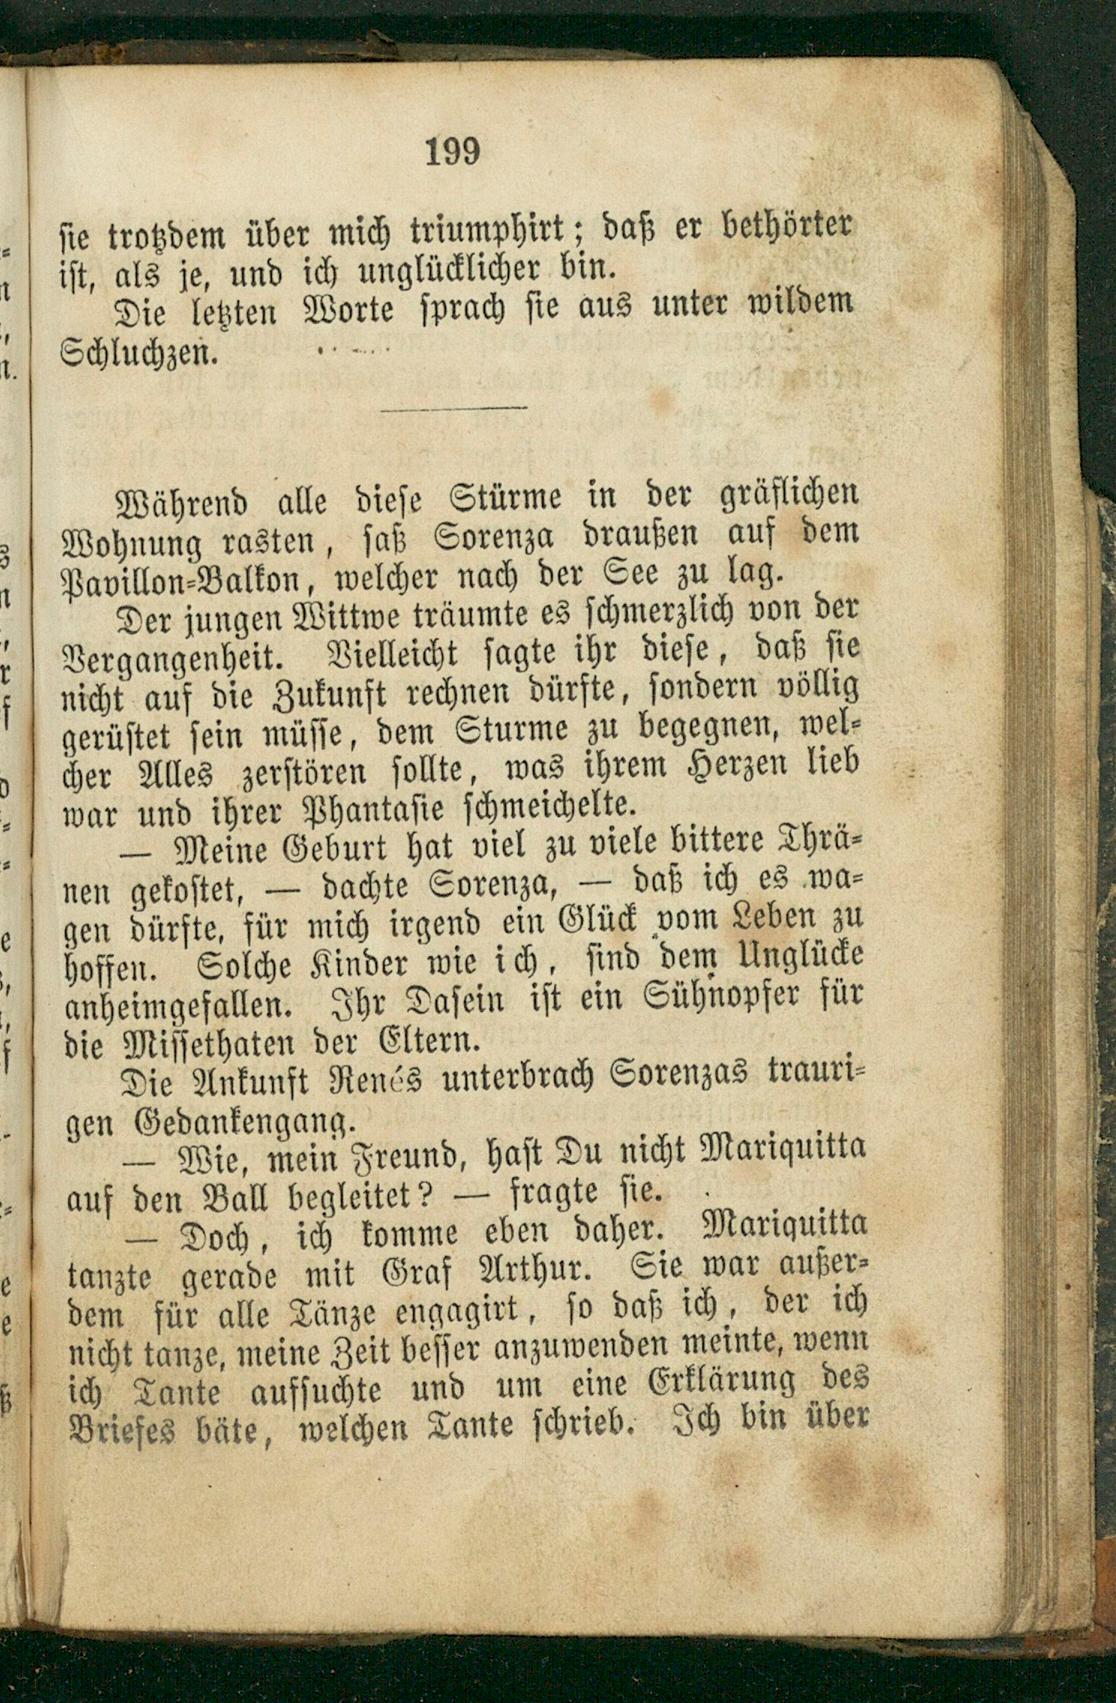 199
sie trotzdem über mich triumphirt; daß er bethörter
ist, als je, und ich unglücklicher bin.
Die letzten Worte sprach sie aus unter wildem
Schluchzen.
Während alle diese Stürme in der gräflichen
Wohnung rasten, saß Sorenza draußen auf dem
Pavillon-Balkon, welcher nach der See zu lag.
Der jungen Wittwe träumte es schmerzlich von der
Vergangenheit. Vielleicht sagte ihr diese, daß sie
nicht auf die Zukunft rechnen dürfte, sondern völlig
gerüstet sein müsse, dem Sturme zu begegnen, wel-
cher Alles zerstören sollte, was ihrem Herzen lieb
war und ihrer Phantasie schmeichelte.
— Meine Geburt hat viel zu viele bittere Thrä-
nen gekostet, — dachte Sorenza, — daß ich es wa-
gen dürfte, für mich irgend ein Glück vom Leben zu
hoffen. Solche Kinder wie ich, sind dem Unglücke
anheimgefallen. Ihr Dasein ist ein Sühnopfer für
die Missethaten der Eltern.
Die Ankunft Renés unterbrach Sorenzas trauri-
gen Gedankengang.
— Wie, mein Freund, hast Du nicht Mariquitta
auf den Ball begleitet? — fragte sie.
— Doch, ich komme eben daher. Mariquitta
tanzte gerade mit Graf Arthur. Sie war außer-
dem für alle Tänze engagirt, so daß ich, der ich
nicht tanze, meine Zeit besser anzuwenden meinte, wenn
ich Tante aufsuchte und um eine Erklärung des
Briefes bäte, welchen Tante schrieb. Ich bin über